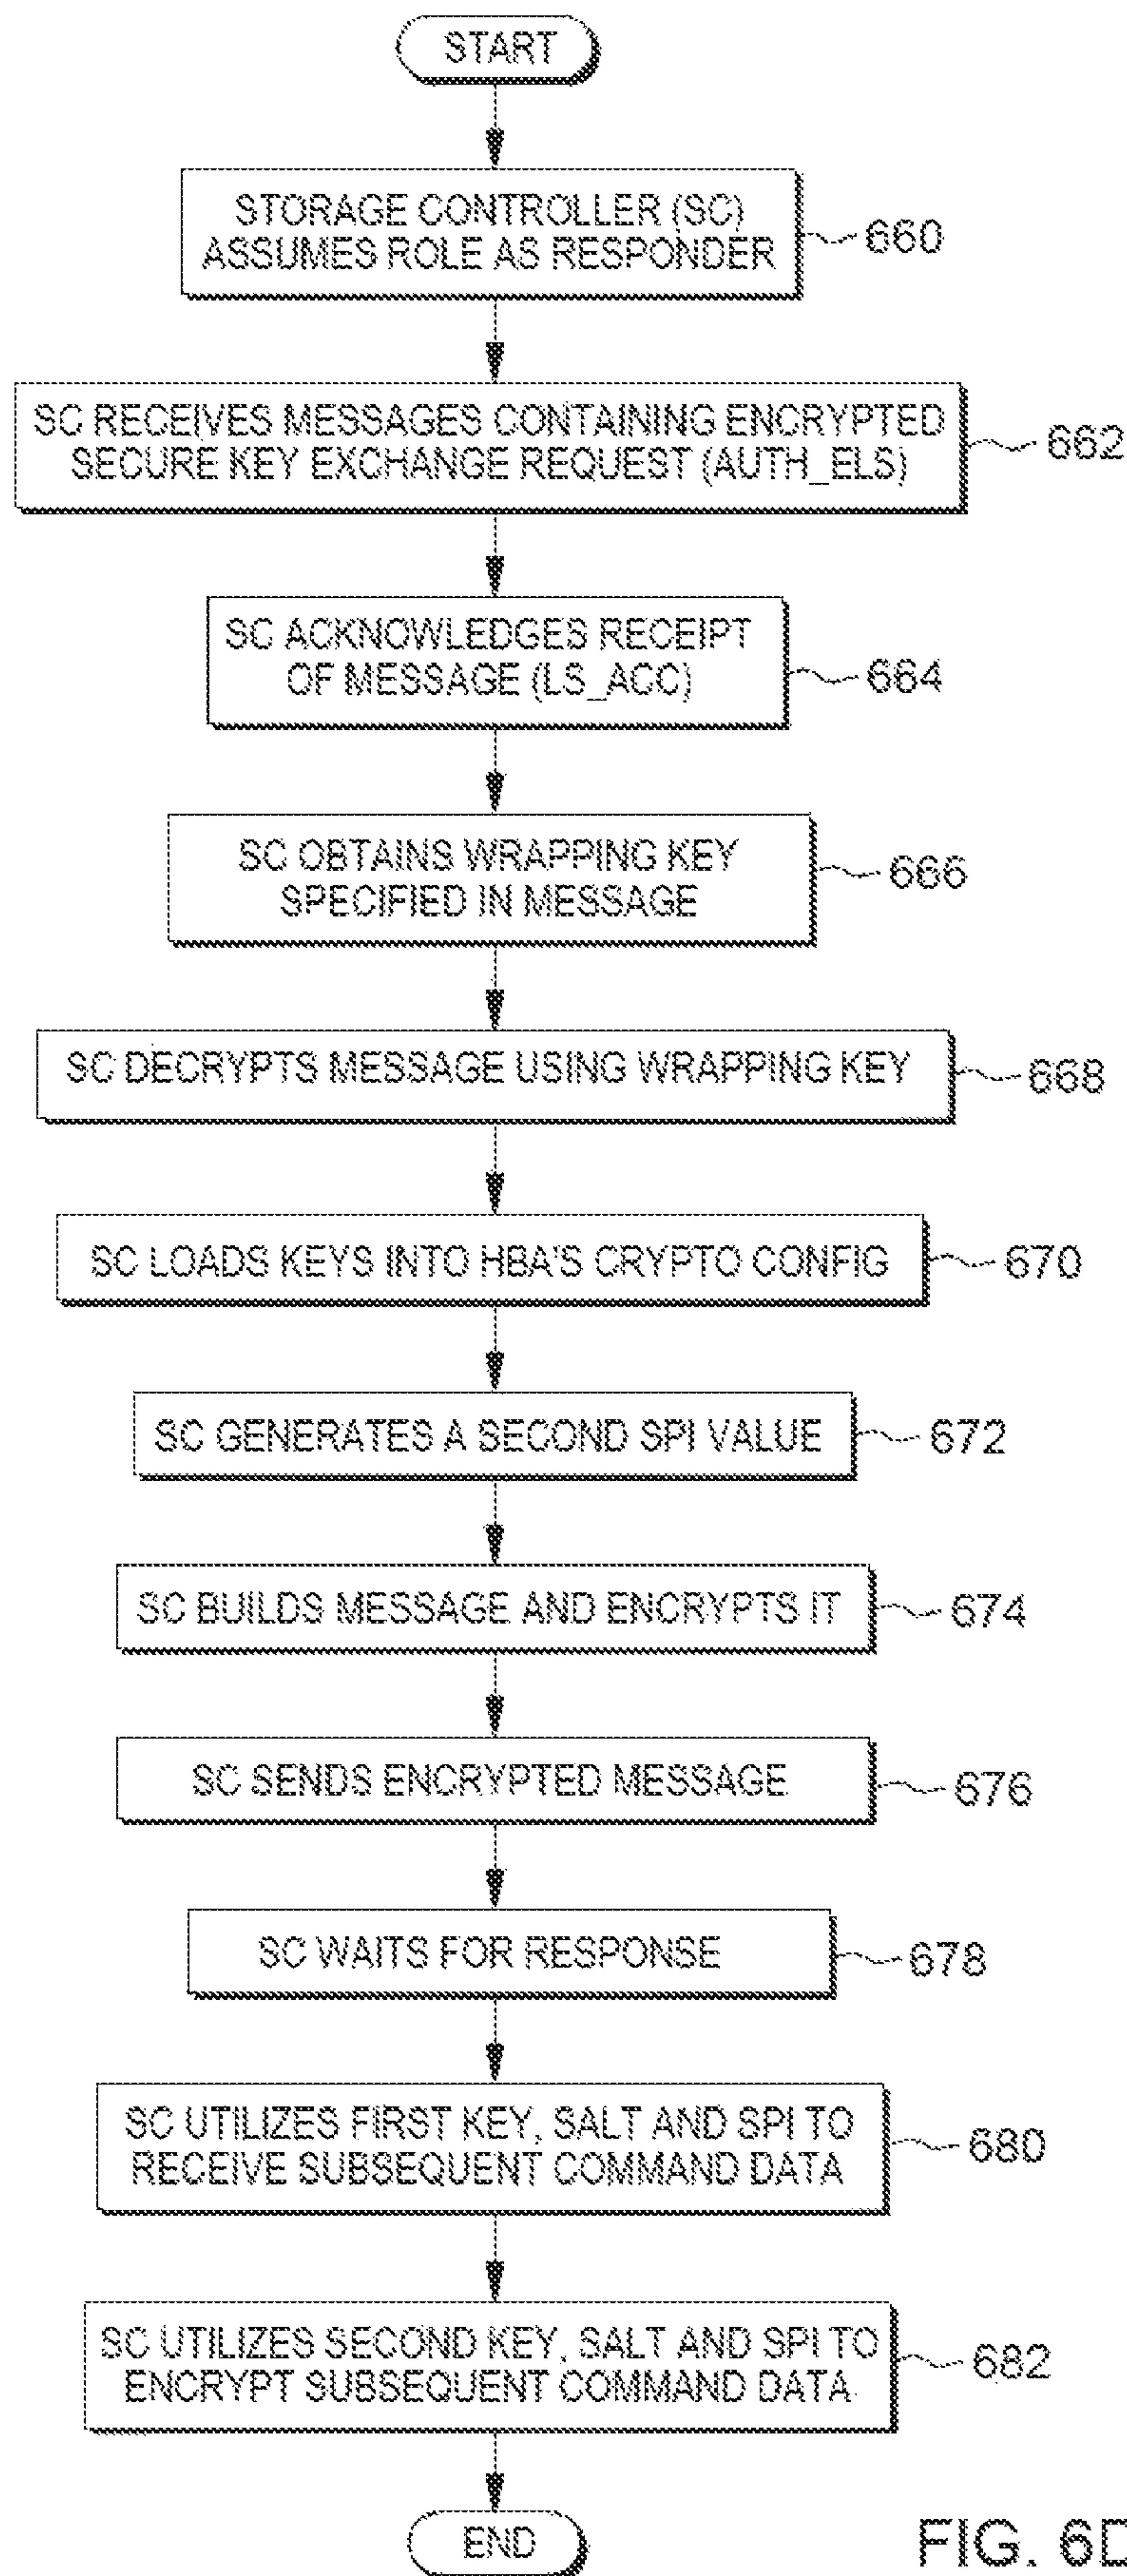 START
STORAGE CONTROLLER (SC)
ASSUMES ROLE AS RESPONDER
660
SC RECEIVES MESSAGES CONTAINING ENCRYPTED
SECURE KEY EXCHANGE REQUEST (AUTH_ELS)
662
SC ACKNOWLEDGES RECEIPT
OF MESSAGE (LS_ACC)
664
SC OBTAINS WRAPPING KEY
SPECIFIED IN MESSAGE
666
SC DECRYPTS MESSAGE USING WRAPPING KEY
668
SC LOADS KEYS INTO HBA'S CRYPTO CONFIG
670
SC GENERATES A SECOND SPI VALUE
672
SC BUILDS MESSAGE AND ENCRYPTS IT
674
SC SENDS ENCRYPTED MESSAGE
676
SC WAITS FOR RESPONSE
678
SC UTILIZES FIRST KEY, SALT AND SPI TO
RECEIVE SUBSEQUENT COMMAND DATA
680
SC UTILIZES SECOND KEY, SALT AND SPI TO
ENCRYPT SUBSEQUENT COMMAND DATA
682
END
FIG. 6D